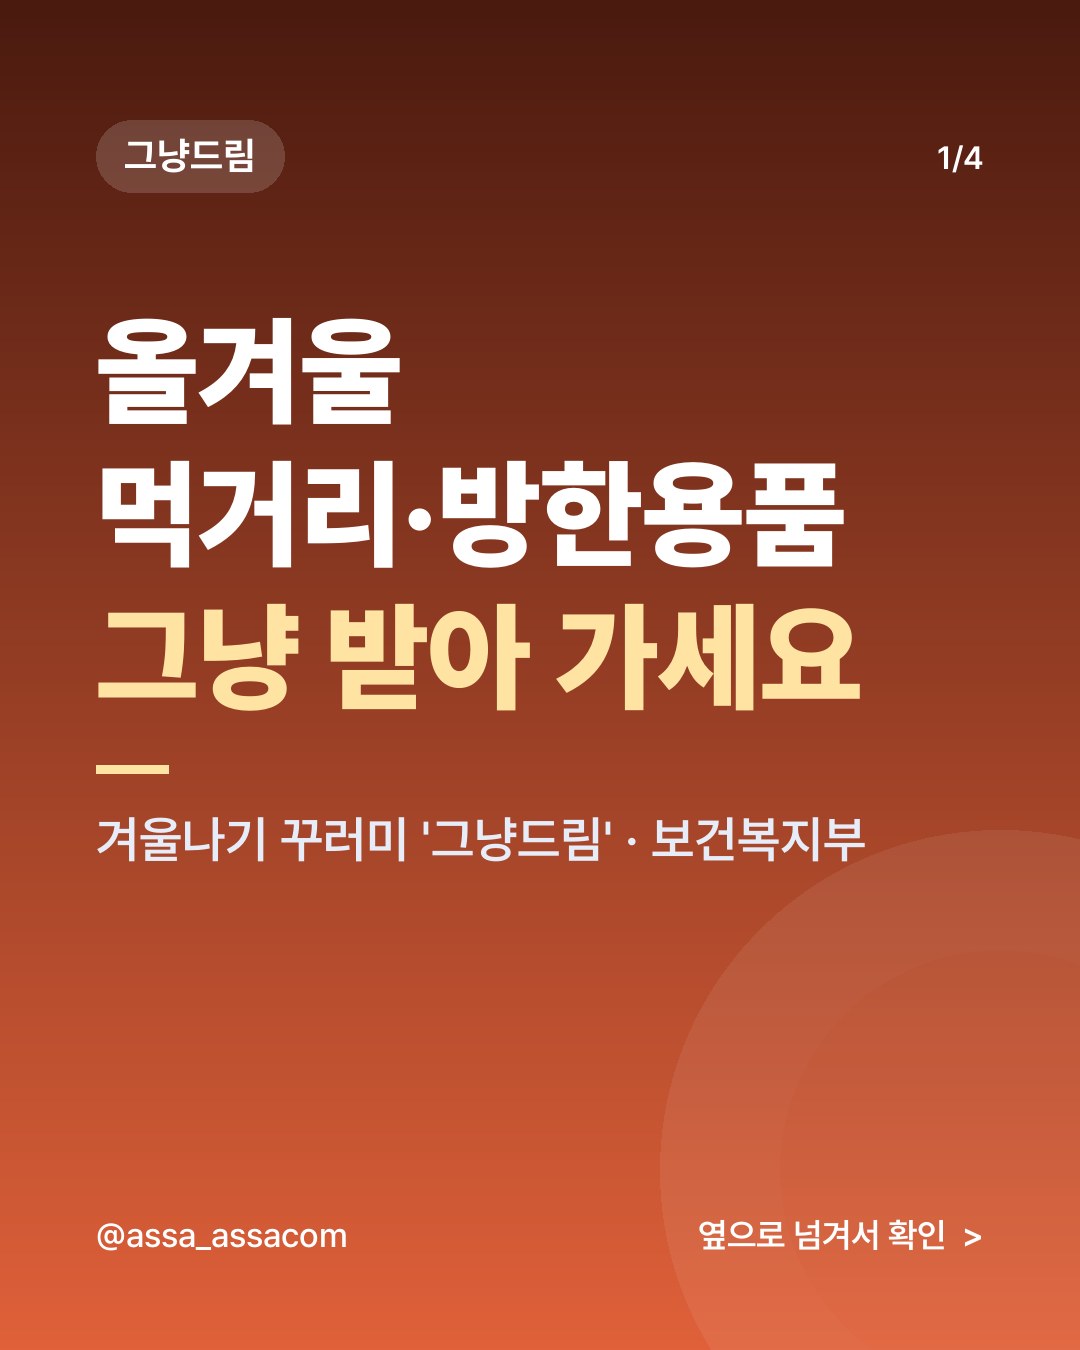 그냥드림
1/4
올겨울
먹거리·방한용품
그냥 받아 가세요
겨울나기 꾸러미 '그냥드림' · 보건복지부
@assa_assacom
옆으로 넘겨서 확인 >